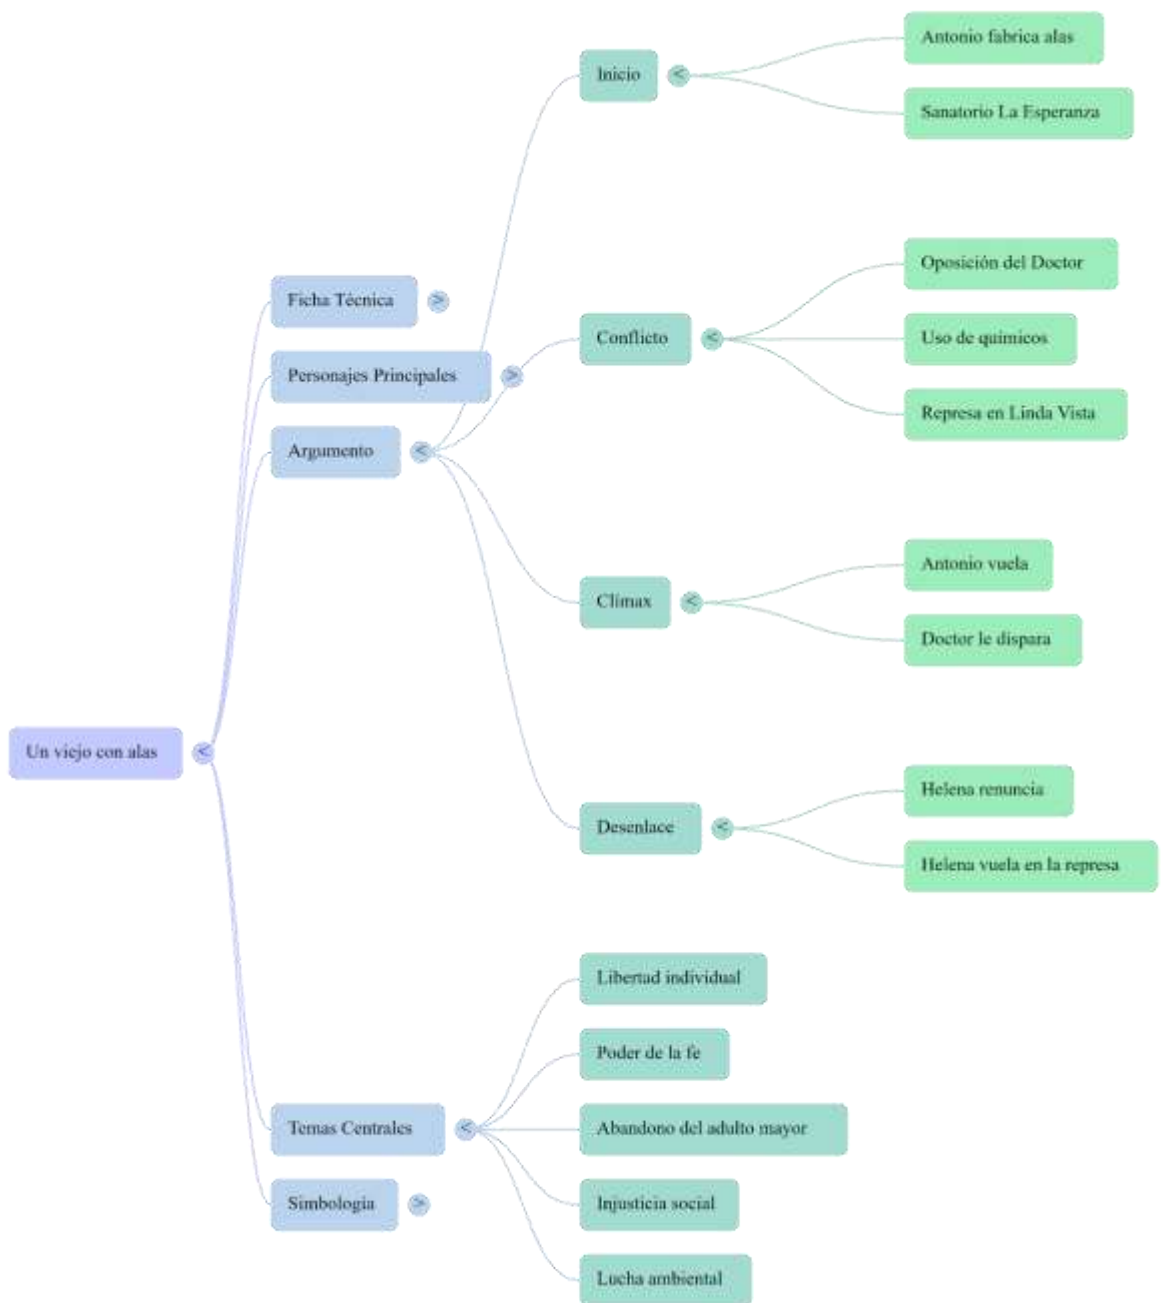 Un viejo con alas
<
Ficha Técnica
>
Personajes Principales
>
Argumento
<
Inicio
<
Antonio fabrica alas
Sanatorio La Esperanza
Conflicto
<
Oposición del Doctor
Uso de químicos
Represa en Linda Vista
Clímax
<
Antonio vuela
Doctor le dispara
Desenlace
<
Helena renuncia
Helena vuela en la represa
Temas Centrales
<
Libertad individual
Poder de la fe
Abandono del adulto mayor
Injusticia social
Lucha ambiental
Simbología
>